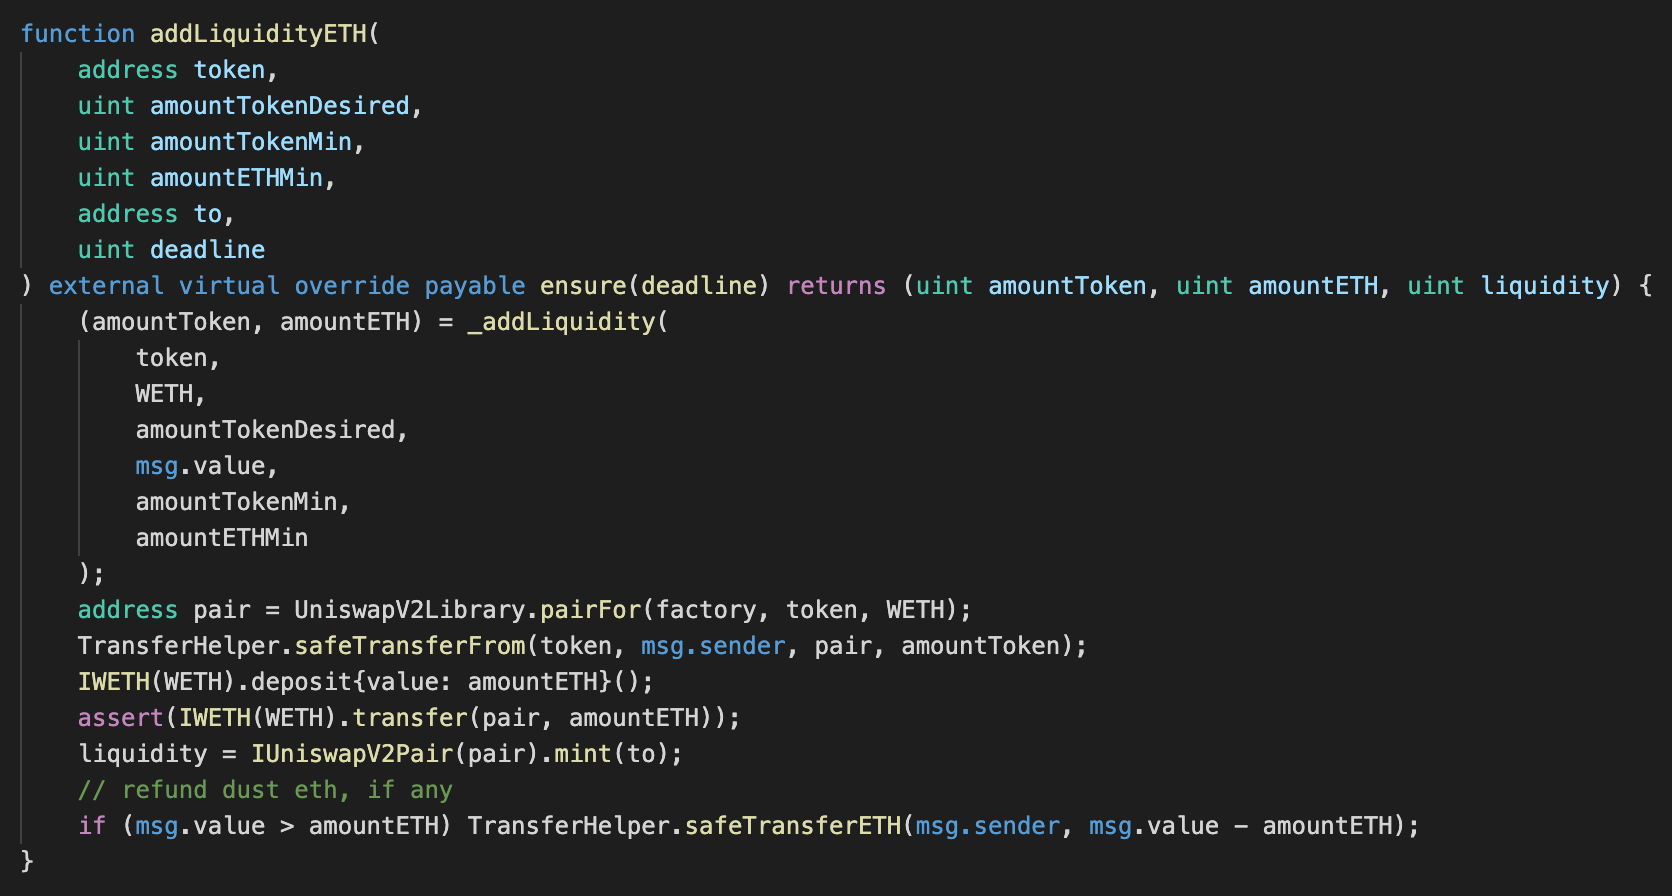 function addLiquidityETH(
    address token,
    uint amountTokenDesired,
    uint amountTokenMin,
    uint amountETHMin,
    address to,
    uint deadline
) external virtual override payable ensure(deadline) returns (uint amountToken, uint amountETH, uint liquidity) {
    (amountToken, amountETH) = _addLiquidity(
        token,
        WETH,
        amountTokenDesired,
        msg.value,
        amountTokenMin,
        amountETHMin
    );
    address pair = UniswapV2Library.pairFor(factory, token, WETH);
    TransferHelper.safeTransferFrom(token, msg.sender, pair, amountToken);
    IWETH(WETH).deposit{value: amountETH}();
    assert(IWETH(WETH).transfer(pair, amountETH));
    liquidity = IUniswapV2Pair(pair).mint(to);
    // refund dust eth, if any
    if (msg.value > amountETH) TransferHelper.safeTransferETH(msg.sender, msg.value - amountETH);
}